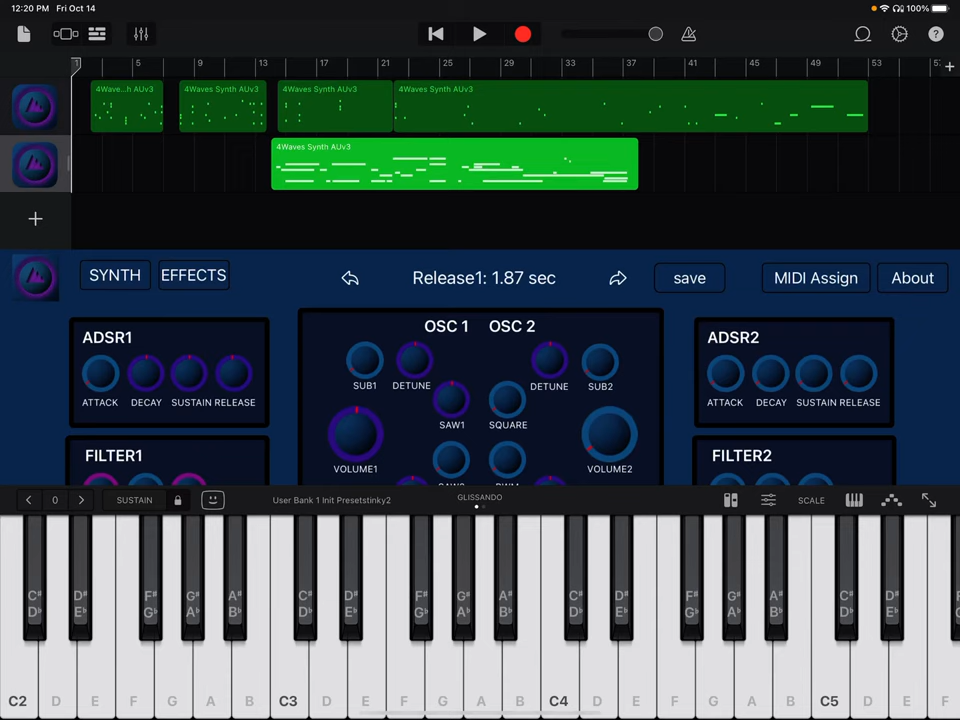 12:20 PM Fri Oct 14
100%
1 5 9 13 17 21 25 29 33 37 41 45 49 53
4Wave...h AUv3 4Waves Synth AUv3 4Waves Synth AUv3 4Waves Synth AUv3
4Waves Synth AUv3
SYNTH EFFECTS Release1: 1.87 sec save MIDI Assign About
ADSR1
ATTACK DECAY SUSTAIN RELEASE
OSC 1 OSC 2
SUB1 DETUNE DETUNE SUB2
SAW1 SQUARE
VOLUME1 VOLUME2
ADSR2
ATTACK DECAY SUSTAIN RELEASE
FILTER1
FILTER2
0 SUSTAIN User Bank 1 Init Presetstinky2 GLISSANDO SCALE
C# D# F# G# A# C# D# F# G# A# C# D# F# G# A# C# D#
D♭ E♭ G♭ A♭ B♭ D♭ E♭ G♭ A♭ B♭ D♭ E♭ G♭ A♭ B♭ D♭ E♭
C2 D E F G A B C3 D E F G A B C4 D E F G A B C5 D E F